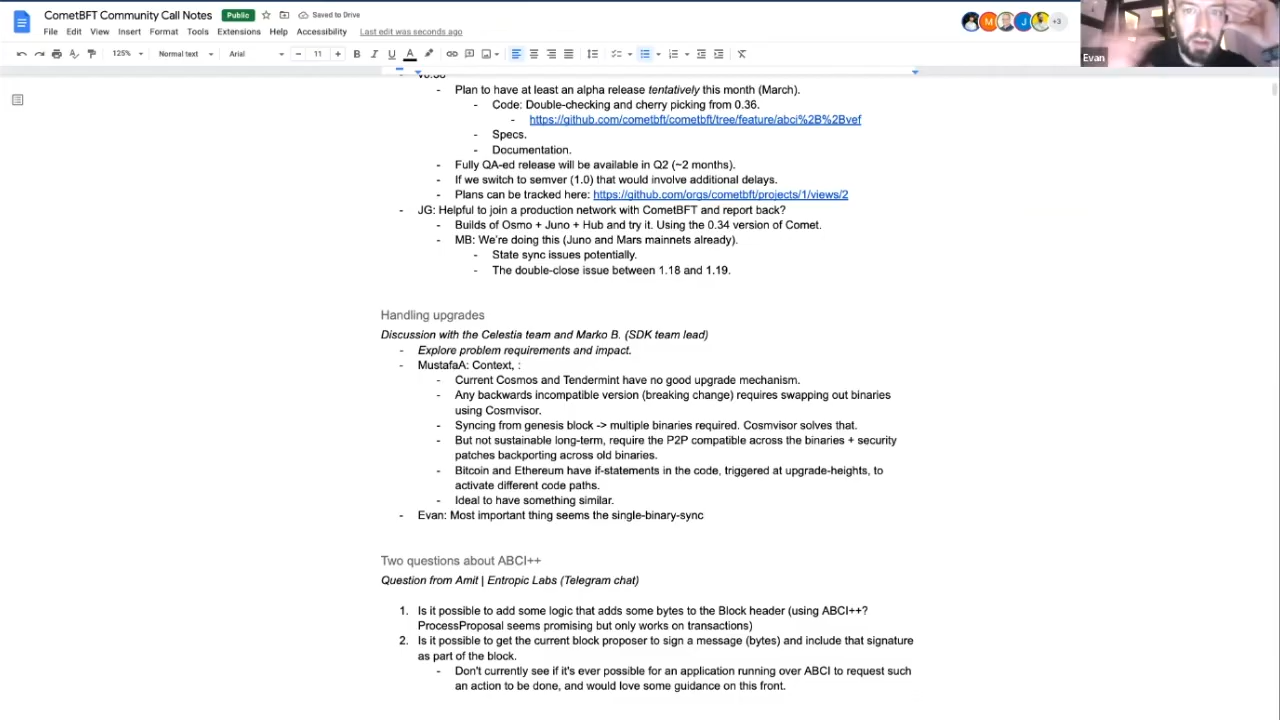 CometBFT Community Call Notes Public Saved to Drive
File Edit View Insert Format Tools Extensions Help Accessibility Last edit was seconds ago
+3
Evan
125% Normal text Arial 11
- Plan to have at least an alpha release tentatively this month (March).
- Code: Double-checking and cherry picking from 0.36.
- https://github.com/cometbft/cometbft/tree/feature/abci%2B%2Bvef
- Specs.
- Documentation.
- Fully QA-ed release will be available in Q2 (~2 months).
- If we switch to semver (1.0) that would involve additional delays.
- Plans can be tracked here: https://github.com/orgs/cometbft/projects/1/views/2
- JG: Helpful to join a production network with CometBFT and report back?
- Builds of Osmo + Juno + Hub and try it. Using the 0.34 version of Comet.
- MB: We're doing this (Juno and Mars mainnets already).
- State sync issues potentially.
- The double-close issue between 1.18 and 1.19.
Handling upgrades
Discussion with the Celestia team and Marko B. (SDK team lead)
- Explore problem requirements and impact.
- MustafaA: Context, :
- Current Cosmos and Tendermint have no good upgrade mechanism.
- Any backwards incompatible version (breaking change) requires swapping out binaries
using Cosmvisor.
- Syncing from genesis block -> multiple binaries required. Cosmvisor solves that.
- But not sustainable long-term, require the P2P compatible across the binaries + security
patches backporting across old binaries.
- Bitcoin and Ethereum have if-statements in the code, triggered at upgrade-heights, to
activate different code paths.
- Ideal to have something similar.
- Evan: Most important thing seems the single-binary-sync
Two questions about ABCI++
Question from Amit | Entropic Labs (Telegram chat)
1. Is it possible to add some logic that adds some bytes to the Block header (using ABCI++?
ProcessProposal seems promising but only works on transactions)
2. Is it possible to get the current block proposer to sign a message (bytes) and include that signature
as part of the block.
- Don't currently see if it's ever possible for an application running over ABCI to request such
an action to be done, and would love some guidance on this front.